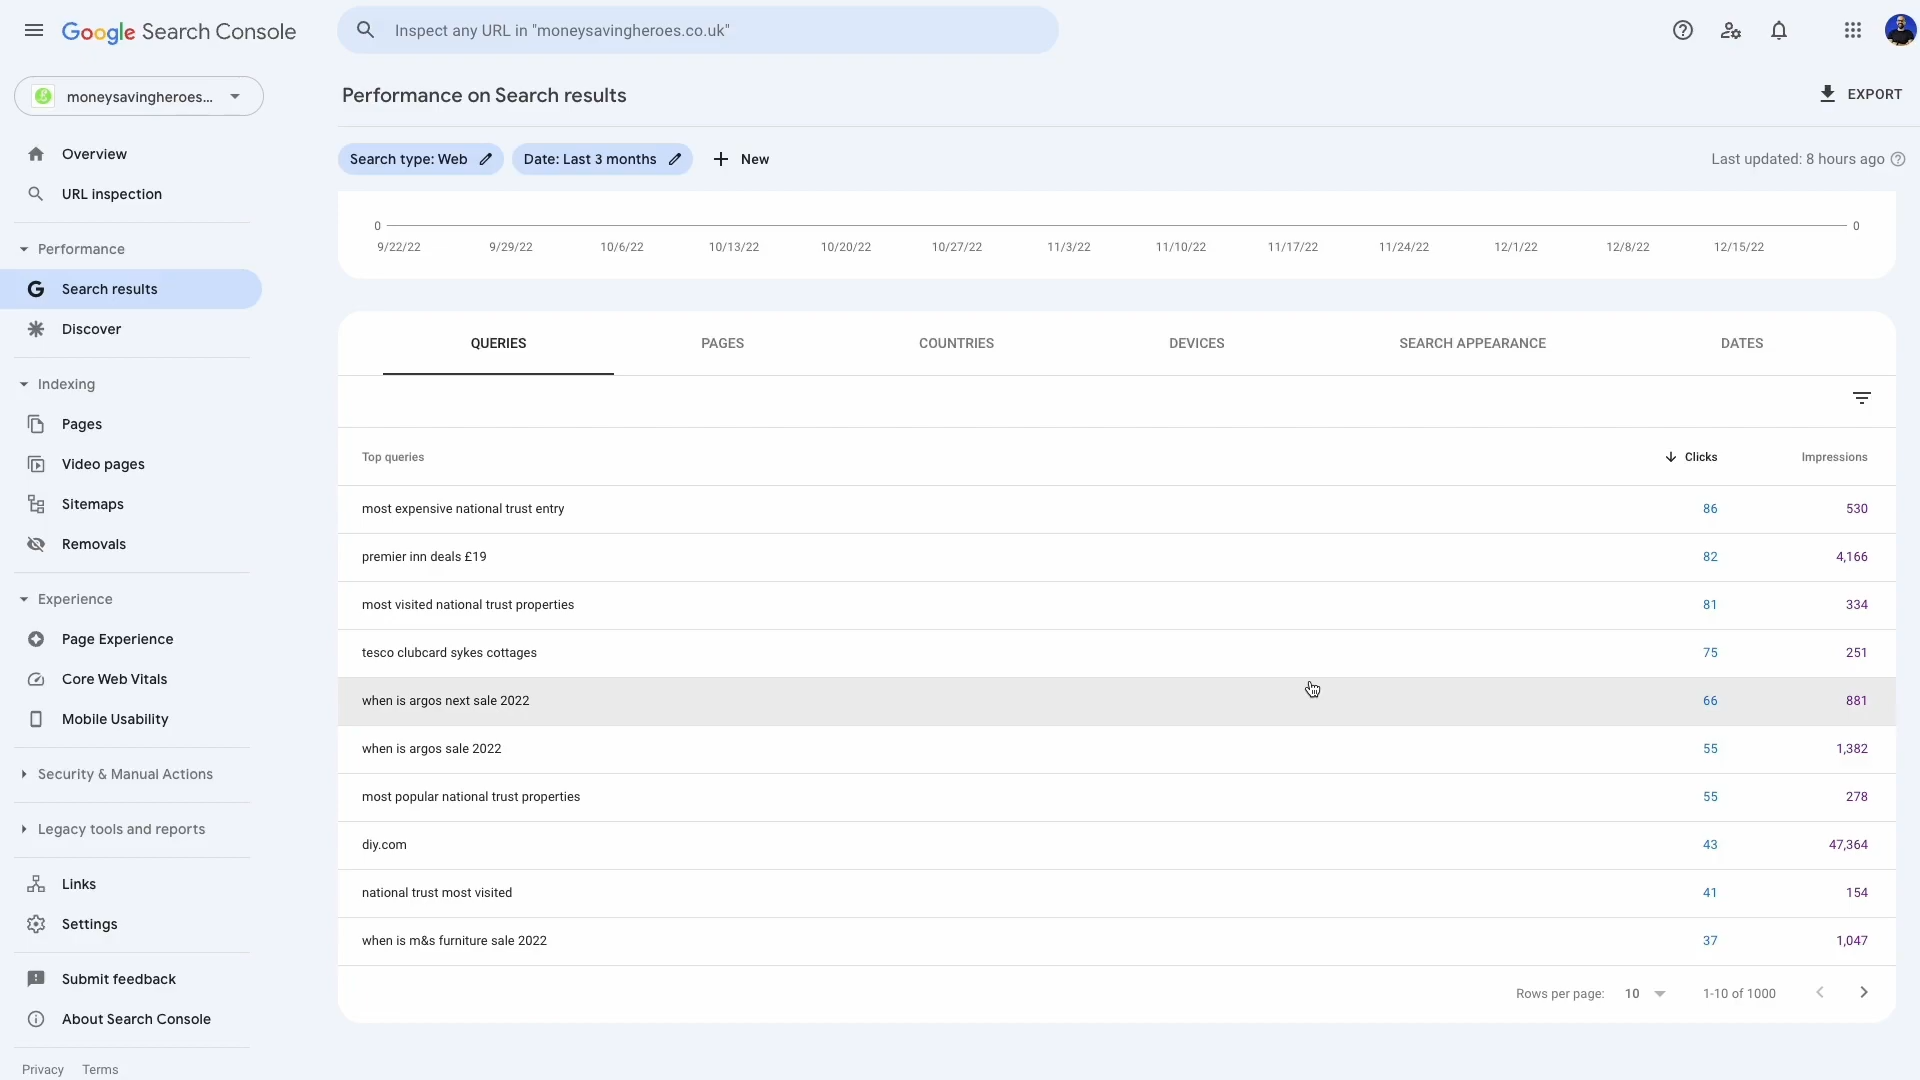 Google Search Console
Inspect any URL in "moneysavingheroes.co.uk"
moneysavingheroes...
Performance on Search results
EXPORT
Search type: Web
Date: Last 3 months
New
Last updated: 8 hours ago
Overview
URL inspection
Performance
Search results
Discover
Indexing
Pages
Video pages
Sitemaps
Removals
Experience
Page Experience
Core Web Vitals
Mobile Usability
Security & Manual Actions
Legacy tools and reports
Links
Settings
Submit feedback
About Search Console
Privacy Terms
0 0
9/22/22 9/29/22 10/6/22 10/13/22 10/20/22 10/27/22 11/3/22 11/10/22 11/17/22 11/24/22 12/1/22 12/8/22 12/15/22
QUERIES PAGES COUNTRIES DEVICES SEARCH APPEARANCE DATES
Top queries Clicks Impressions
most expensive national trust entry 86 530
premier inn deals £19 82 4,166
most visited national trust properties 81 334
tesco clubcard sykes cottages 75 251
when is argos next sale 2022 66 881
when is argos sale 2022 55 1,382
most popular national trust properties 55 278
diy.com 43 47,364
national trust most visited 41 154
when is m&s furniture sale 2022 37 1,047
Rows per page: 10 1-10 of 1000